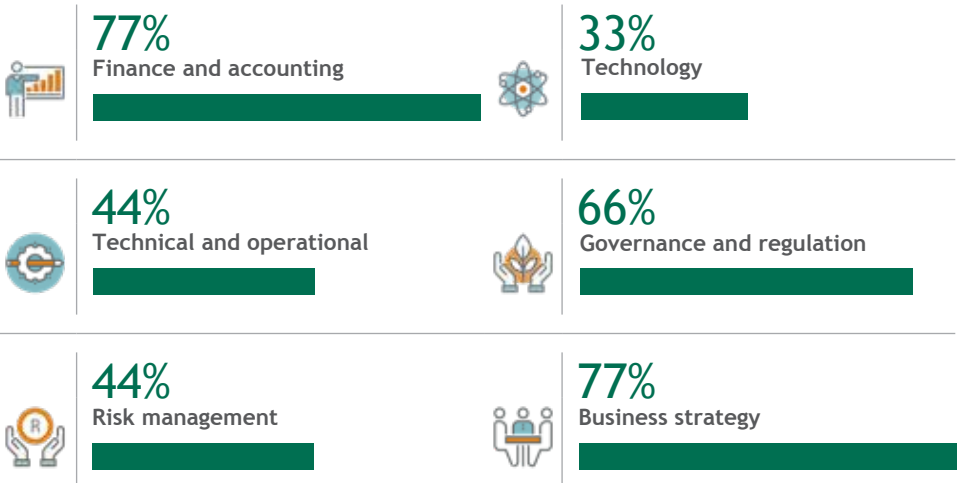 77%
Finance and accounting
33%
Technology
44%
Technical and operational
66%
Governance and regulation
44%
Risk management
R
77%
Business strategy